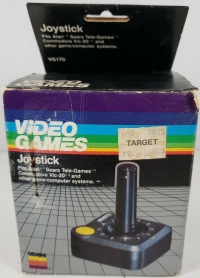 Joystick
Fits Atari Sears Tele-Games
Commodore Vic-20 and
other game/computer systems.
VG170
VIDEO
GAMES
Joystick
Fits Atari Sears Tele-Games
Commodore Vic-20 and
other game/computer systems.
TARGET